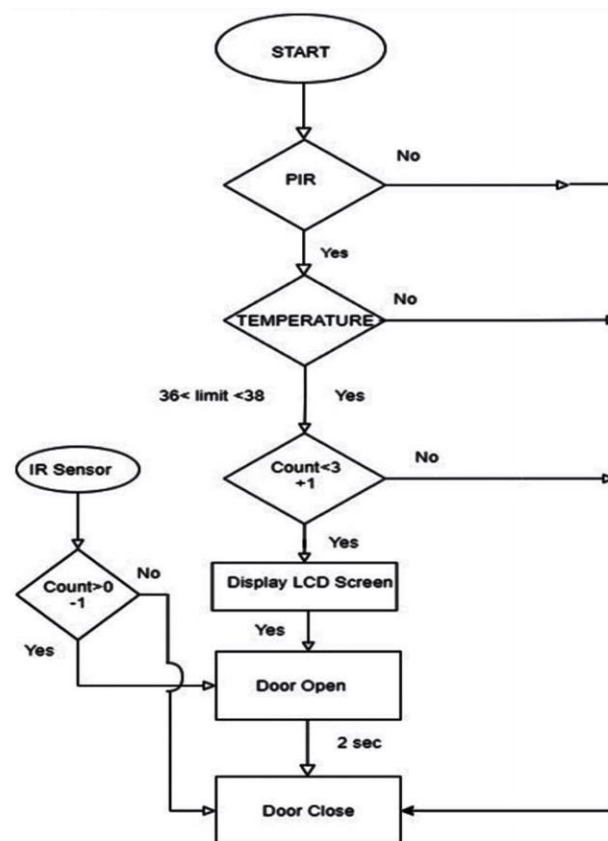 START
PIR
No
Yes
TEMPERATURE
No
36< limit <38
Yes
Count<3
+1
No
Yes
IR Sensor
Count>0
-1
No
Yes
Display LCD Screen
Yes
Door Open
2 sec
Door Close